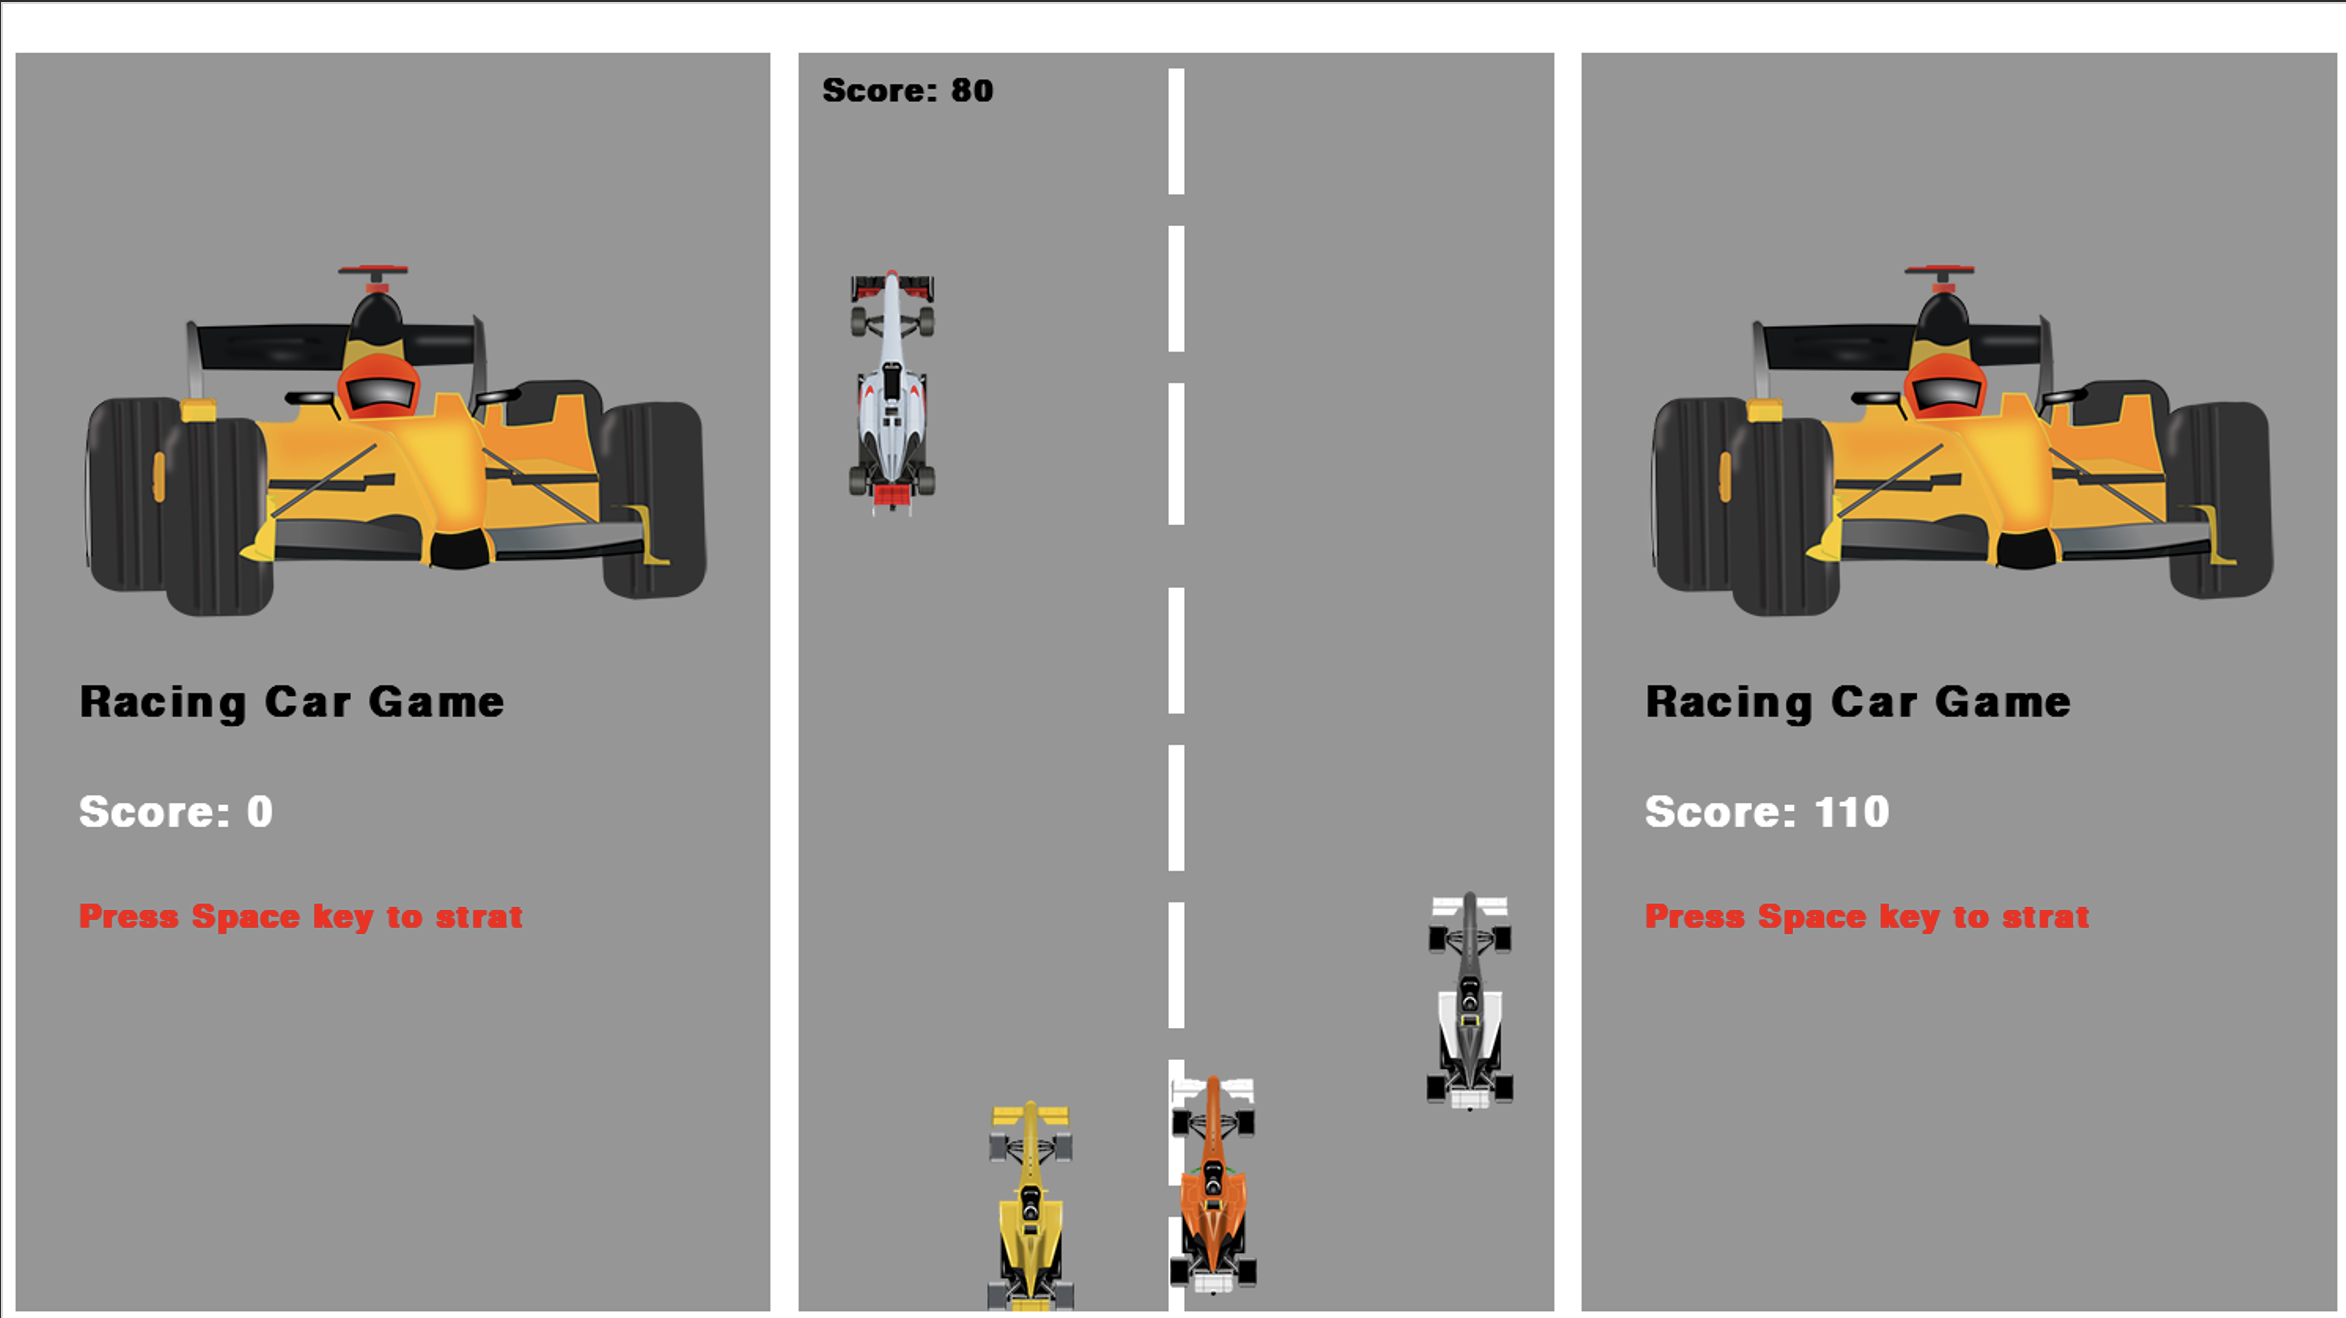 Racing Car Game
Score: 0
Press Space key to strat
Score: 80
Racing Car Game
Score: 110
Press Space key to strat